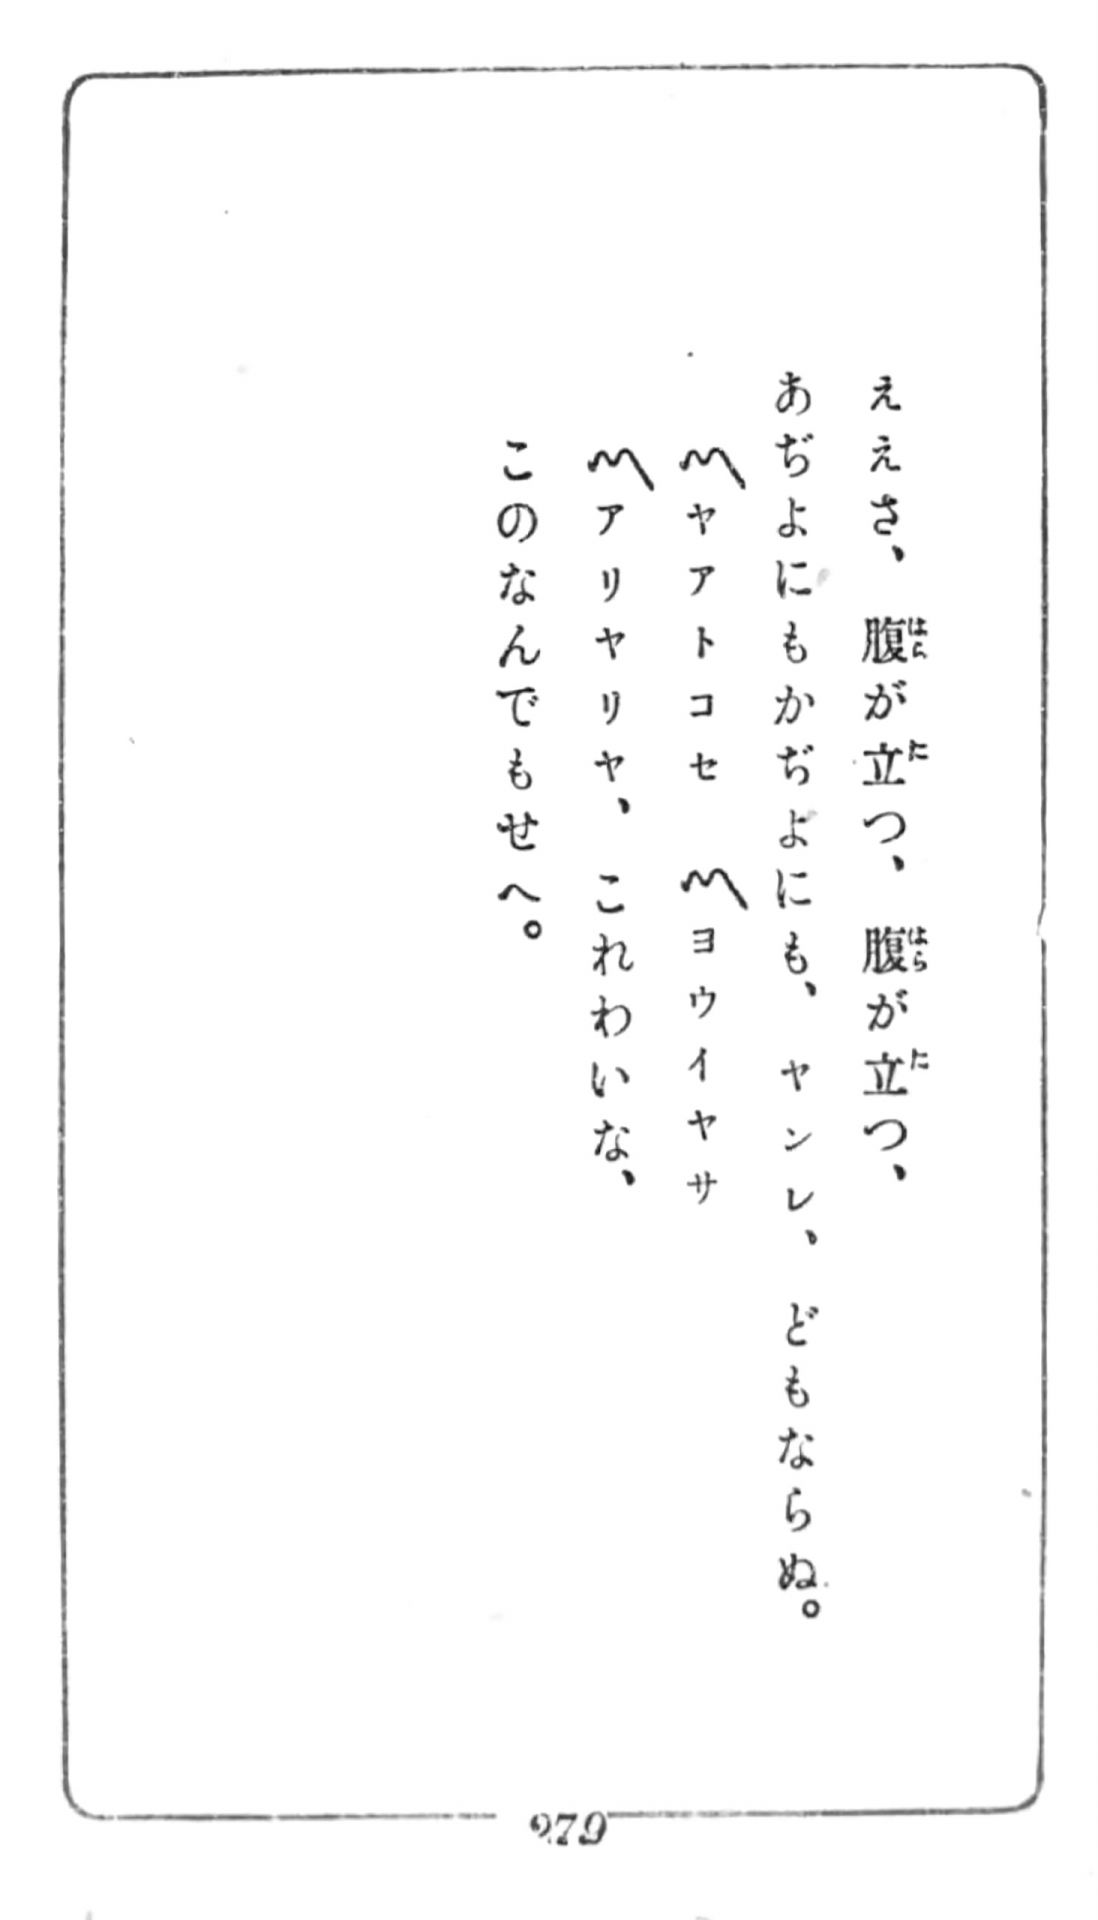 ええさ、腹が立つ、腹が立つ、
あぢよにもかぢよにも、ヤンレ、どもならぬ。
〽ヤアトコセ　〽ヨウイヤサ
〽アリヤリヤ、これわいな、
このなんでもせへ。
279